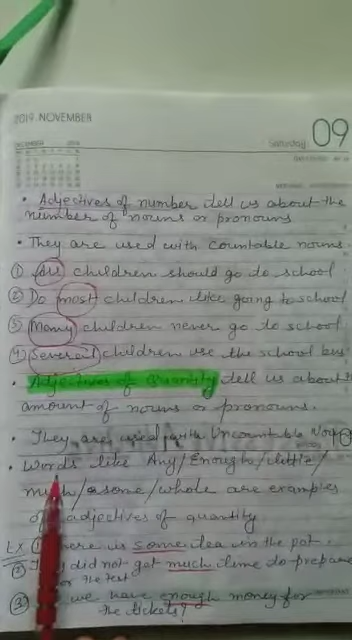 2019 NOVEMBER
Saturday 09
DECEMBER 2019
• Adjectives of number tell us about the
number of nouns or pronouns
• They are used with countable nouns
① All children should go to school
② Do most children like going to school
③ Many children never go to school
④ Several children use the school bus
• Adjectives of quantity tell us about the
amount of nouns or pronouns.
• They are used with Uncountable
• Words like Any/Enough/little/
much/some/whole are examples
of adjectives of quantity
EX ① There is some tea in the pot.
② They did not get much time to prepare
for the test
③ we have enough money for
the tickets?